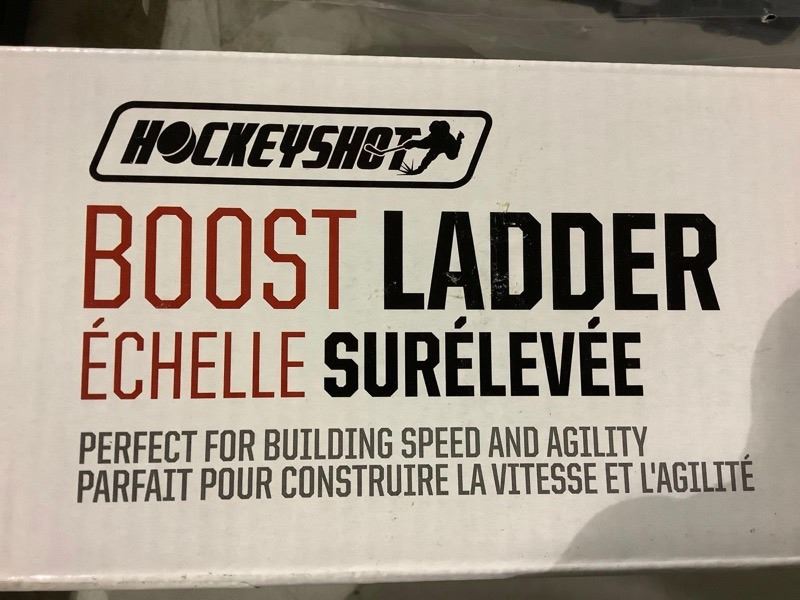 HOCKEYSHOT
BOOST LADDER
ÉCHELLE SURÉLEVÉE
PERFECT FOR BUILDING SPEED AND AGILITY
PARFAIT POUR CONSTRUIRE LA VITESSE ET L'AGILITÉ